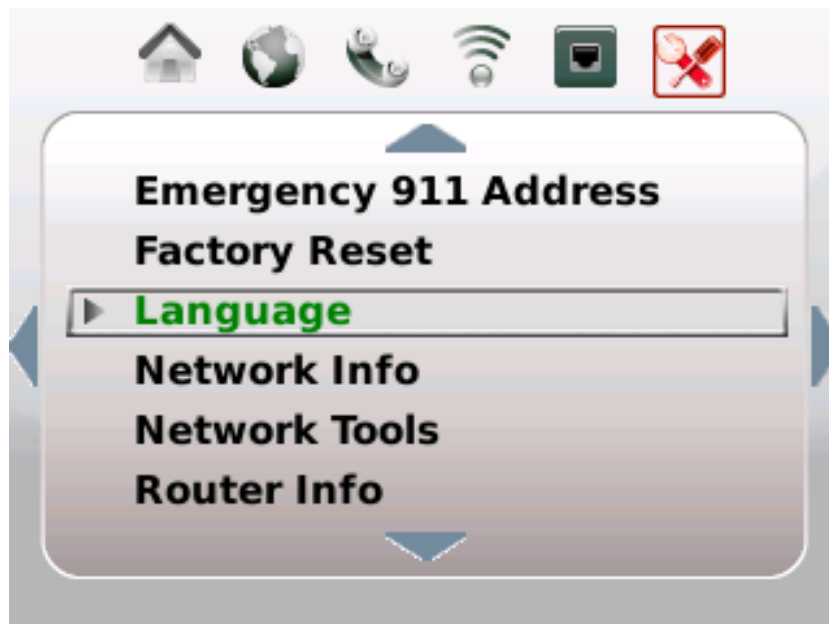 Emergency 911 Address
Factory Reset
Language
Network Info
Network Tools
Router Info